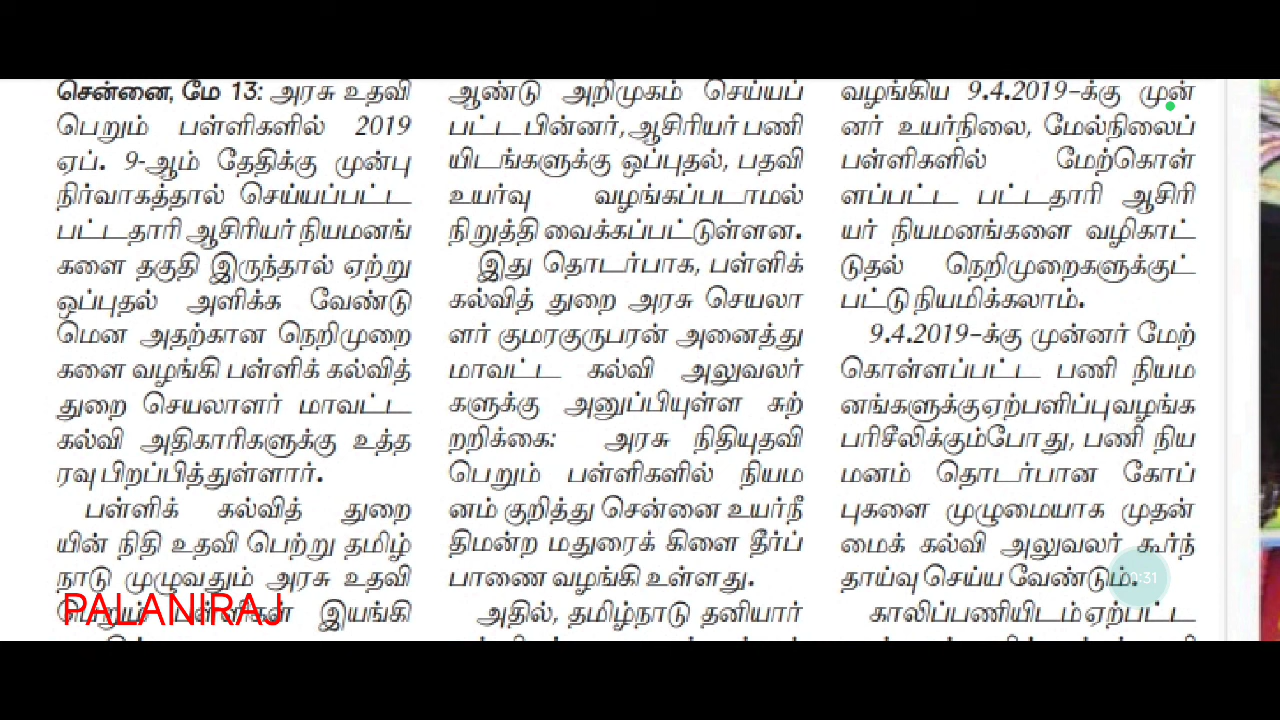 சென்னை, மே 13: அரசு உதவி
பெறும் பள்ளிகளில் 2019
ஏப். 9-ஆம் தேதிக்கு முன்பு
நிர்வாகத்தால் செய்யப்பட்ட
பட்டதாரி ஆசிரியர் நியமனங்
களை தகுதி இருந்தால் ஏற்று
ஒப்புதல் அளிக்க வேண்டு
மென அதற்கான நெறிமுறை
களை வழங்கி பள்ளிக் கல்வித்
துறை செயலாளர் மாவட்ட
கல்வி அதிகாரிகளுக்கு உத்த
ரவு பிறப்பித்துள்ளார்.
பள்ளிக் கல்வித் துறை
யின் நிதி உதவி பெற்று தமிழ்
நாடு முழுவதும் அரசு உதவி
பெறும் பள்ளிகள் இயங்கி
ஆண்டு அறிமுகம் செய்யப்
பட்ட பின்னர், ஆசிரியர் பணி
யிடங்களுக்கு ஒப்புதல், பதவி
உயர்வு வழங்கப்படாமல்
நிறுத்தி வைக்கப்பட்டுள்ளன.
இது தொடர்பாக, பள்ளிக்
கல்வித் துறை அரசு செயலா
ளர் குமரகுருபரன் அனைத்து
மாவட்ட கல்வி அலுவலர்
களுக்கு அனுப்பியுள்ள சுற்
றறிக்கை: அரசு நிதியுதவி
பெறும் பள்ளிகளில் நியம
னம் குறித்து சென்னை உயர்நீ
திமன்ற மதுரைக் கிளை தீர்ப்
பாணை வழங்கி உள்ளது.
அதில், தமிழ்நாடு தனியார்
வழங்கிய 9.4.2019-க்கு முன்
னர் உயர்நிலை, மேல்நிலைப்
பள்ளிகளில் மேற்கொள்
ளப்பட்ட பட்டதாரி ஆசிரி
யர் நியமனங்களை வழிகாட்
டுதல் நெறிமுறைகளுக்குட்
பட்டு நியமிக்கலாம்.
9.4.2019-க்கு முன்னர் மேற்
கொள்ளப்பட்ட பணி நியம
னங்களுக்கு ஏற்பளிப்பு வழங்க
பரிசீலிக்கும்போது, பணி நிய
மனம் தொடர்பான கோப்
புகளை முழுமையாக முதன்
மைக் கல்வி அலுவலர் கூர்ந்
தாய்வு செய்ய வேண்டும்.
காலிப்பணியிடம் ஏற்பட்ட
PALANIRAJ